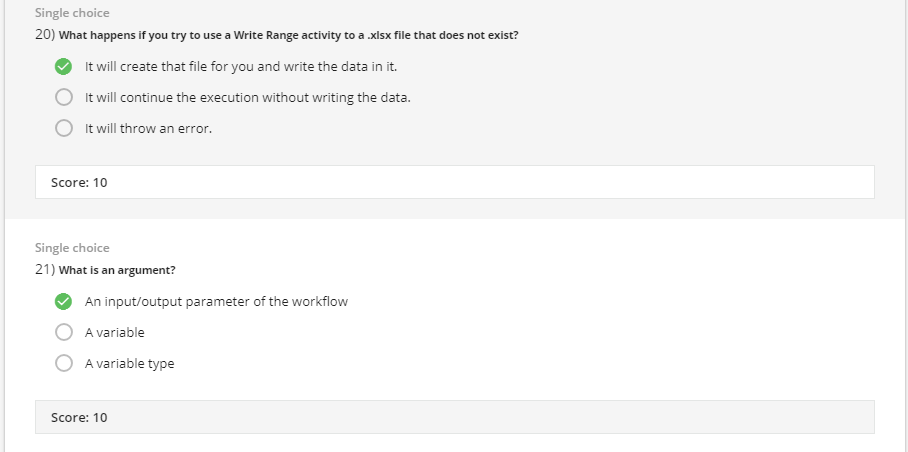 Single choice
20) What happens if you try to use a Write Range activity to a .xlsx file that does not exist?
It will create that file for you and write the data in it.
It will continue the execution without writing the data.
It will throw an error.
Score: 10
Single choice
21) What is an argument?
An input/output parameter of the workflow
A variable
A variable type
Score: 10